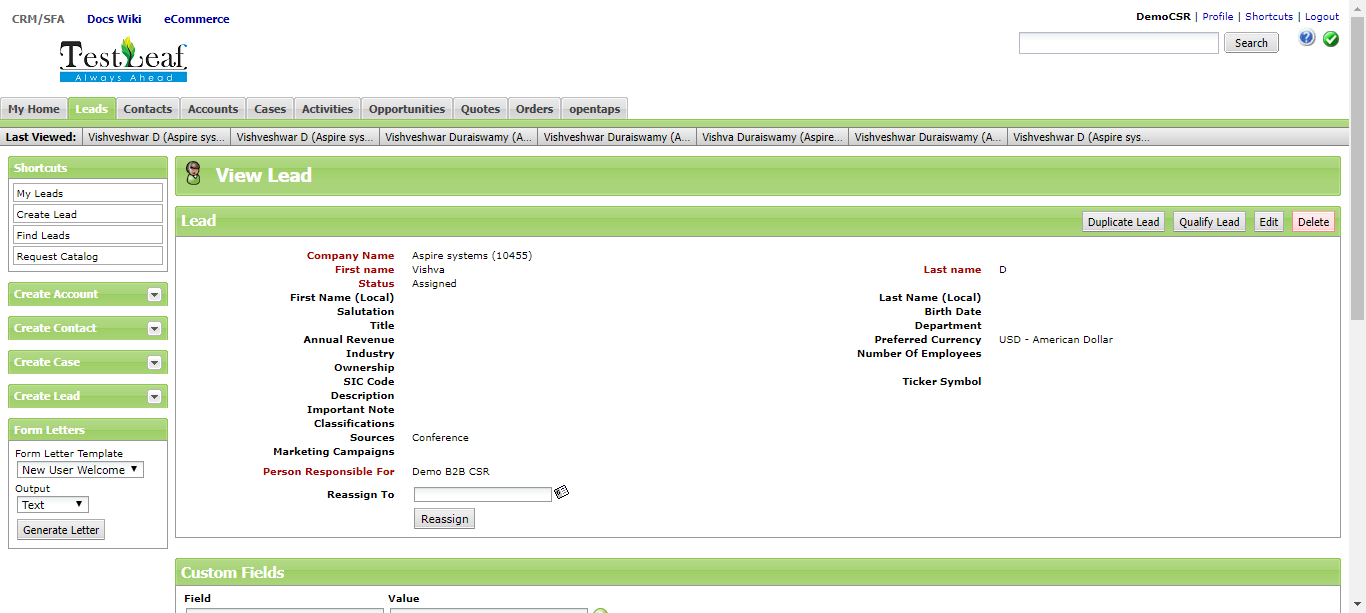 CRM/SFA Docs Wiki eCommerce
DemoCSR | Profile | Shortcuts | Logout
TestLeaf
Always Ahead
Search
My Home Leads Contacts Accounts Cases Activities Opportunities Quotes Orders opentaps
Last Viewed: Vishveshwar D (Aspire sys... Vishveshwar D (Aspire sys... Vishveshwar Duraiswamy (A... Vishveshwar Duraiswamy (A... Vishva Duraiswamy (Aspire... Vishveshwar Duraiswamy (A... Vishveshwar D (Aspire sys...
Shortcuts
My Leads
Create Lead
Find Leads
Request Catalog
Create Account
Create Contact
Create Case
Create Lead
Form Letters
Form Letter Template
New User Welcome
Output
Text
Generate Letter
View Lead
Lead
Duplicate Lead Qualify Lead Edit Delete
Company Name Aspire systems (10455)
First name Vishva Last name D
Status Assigned
First Name (Local) Last Name (Local)
Salutation Birth Date
Title Department
Annual Revenue Preferred Currency USD - American Dollar
Industry Number Of Employees
Ownership
SIC Code Ticker Symbol
Description
Important Note
Classifications
Sources Conference
Marketing Campaigns
Person Responsible For Demo B2B CSR
Reassign To
Reassign
Custom Fields
Field Value